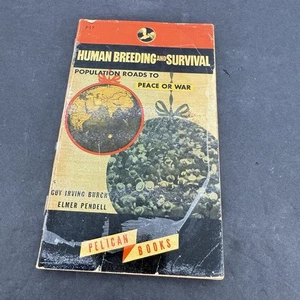 HUMAN BREEDING AND SURVIVAL
POPULATION ROADS TO
PEACE OR WAR
GUY IRVING BURCH
ELMER PENDELL
PELICAN BOOKS